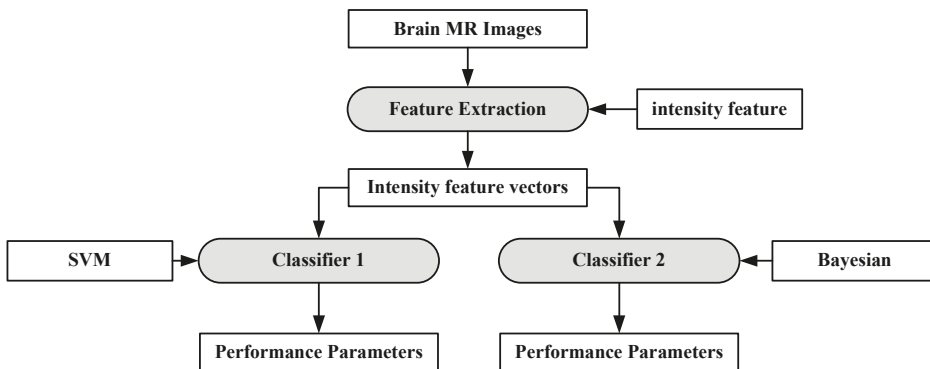 Brain MR Images
Feature Extraction
intensity feature
Intensity feature vectors
SVM
Classifier 1
Classifier 2
Bayesian
Performance Parameters
Performance Parameters